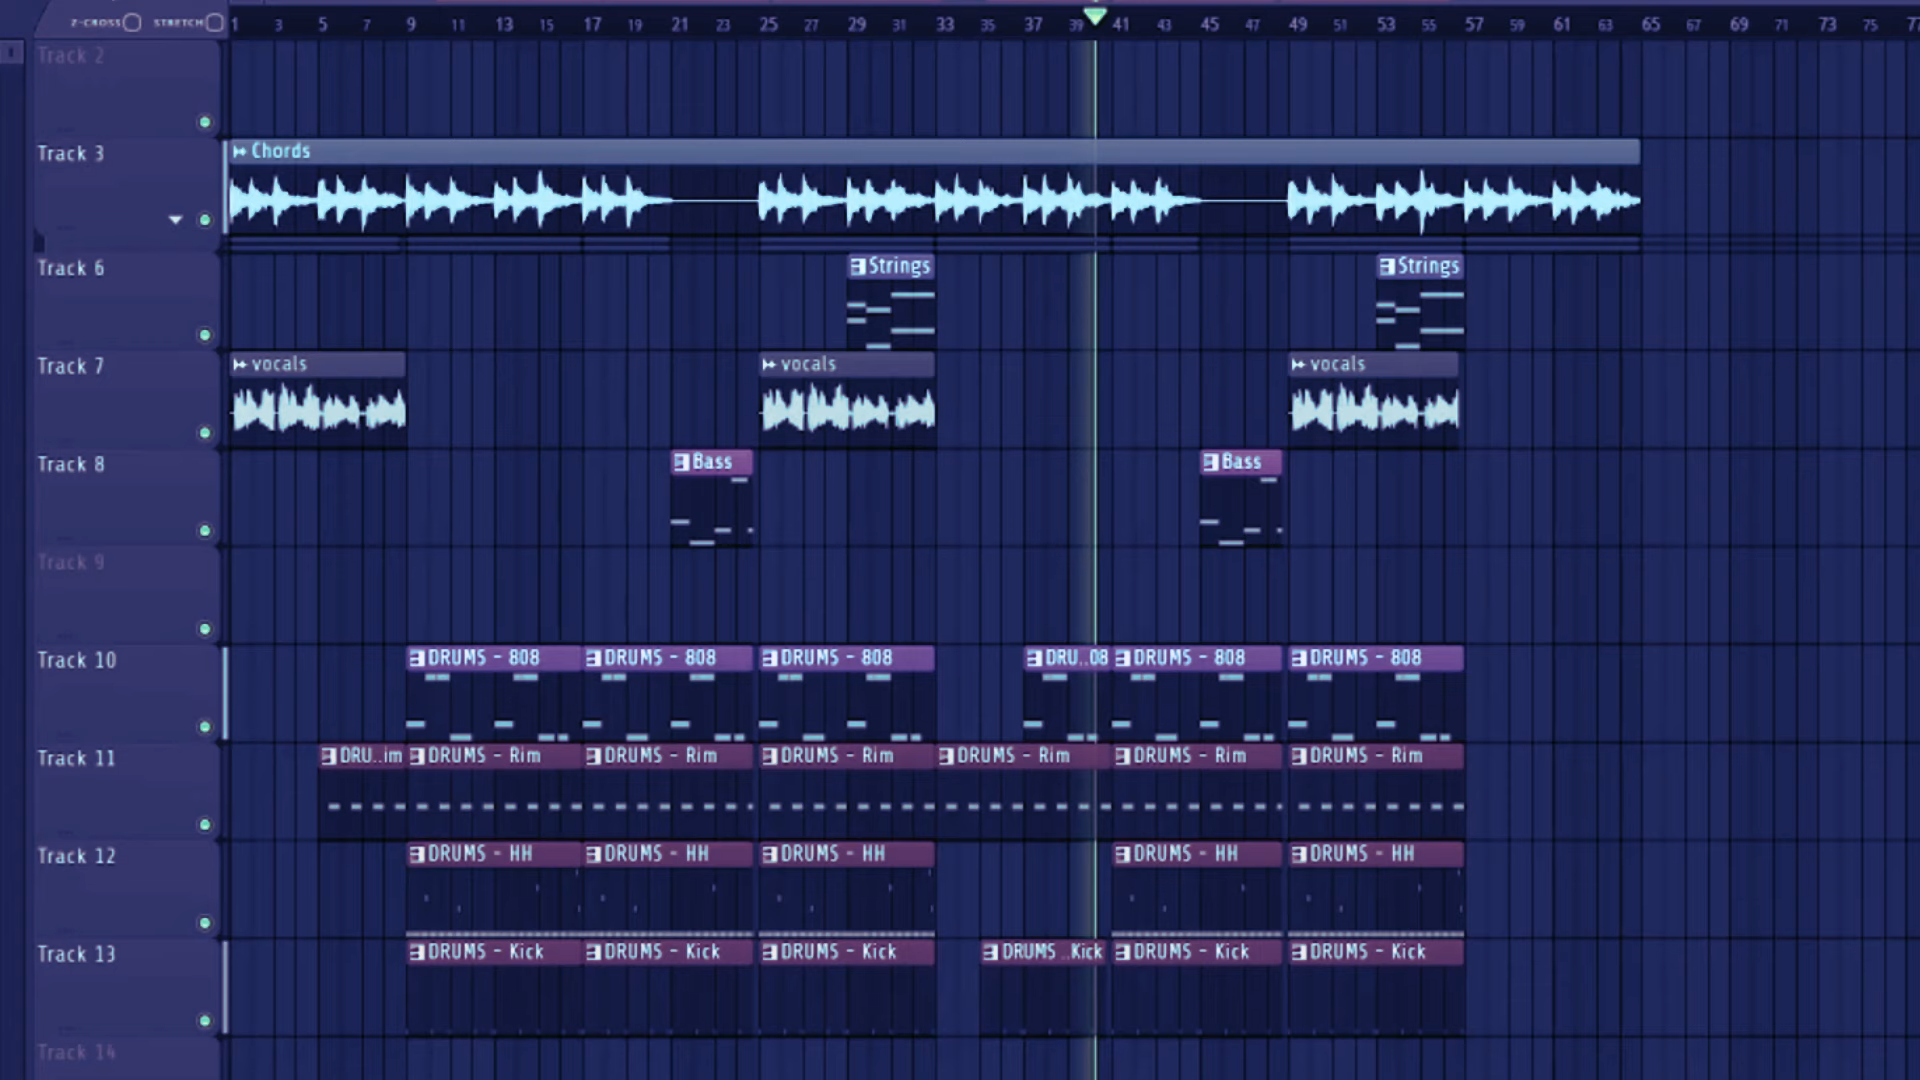 Z-CROSS STRETCH 1 3 5 7 9 11 13 15 17 19 21 23 25 27 29 31 33 35 37 39 41 43 45 47 49 51 53 55 57 59 61 63 65 67 69 71 73 75 77
Track 2
Track 3
Chords
Track 6
Strings Strings
Track 7
vocals vocals vocals
Track 8
Bass Bass
Track 9
Track 10
DRUMS - 808 DRUMS - 808 DRUMS - 808 DRU..08 DRUMS - 808 DRUMS - 808
Track 11
DRU..im DRUMS - Rim DRUMS - Rim DRUMS - Rim DRUMS - Rim DRUMS - Rim DRUMS - Rim
Track 12
DRUMS - HH DRUMS - HH DRUMS - HH DRUMS - HH DRUMS - HH
Track 13
DRUMS - Kick DRUMS - Kick DRUMS - Kick DRUMS ..Kick DRUMS - Kick DRUMS - Kick
Track 14